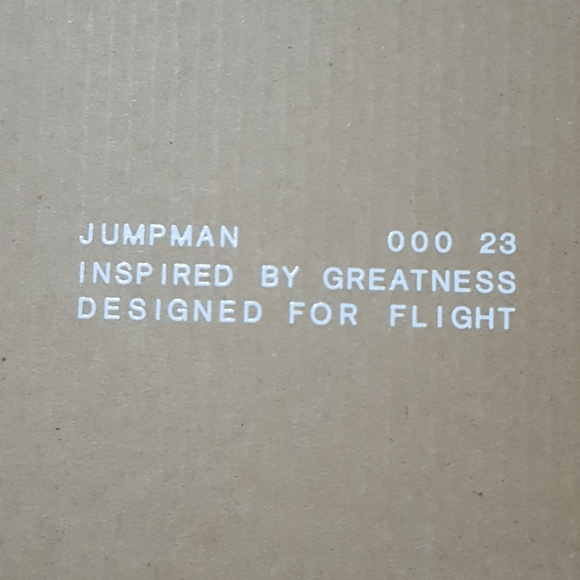 JUMPMAN 000 23
INSPIRED BY GREATNESS
DESIGNED FOR FLIGHT